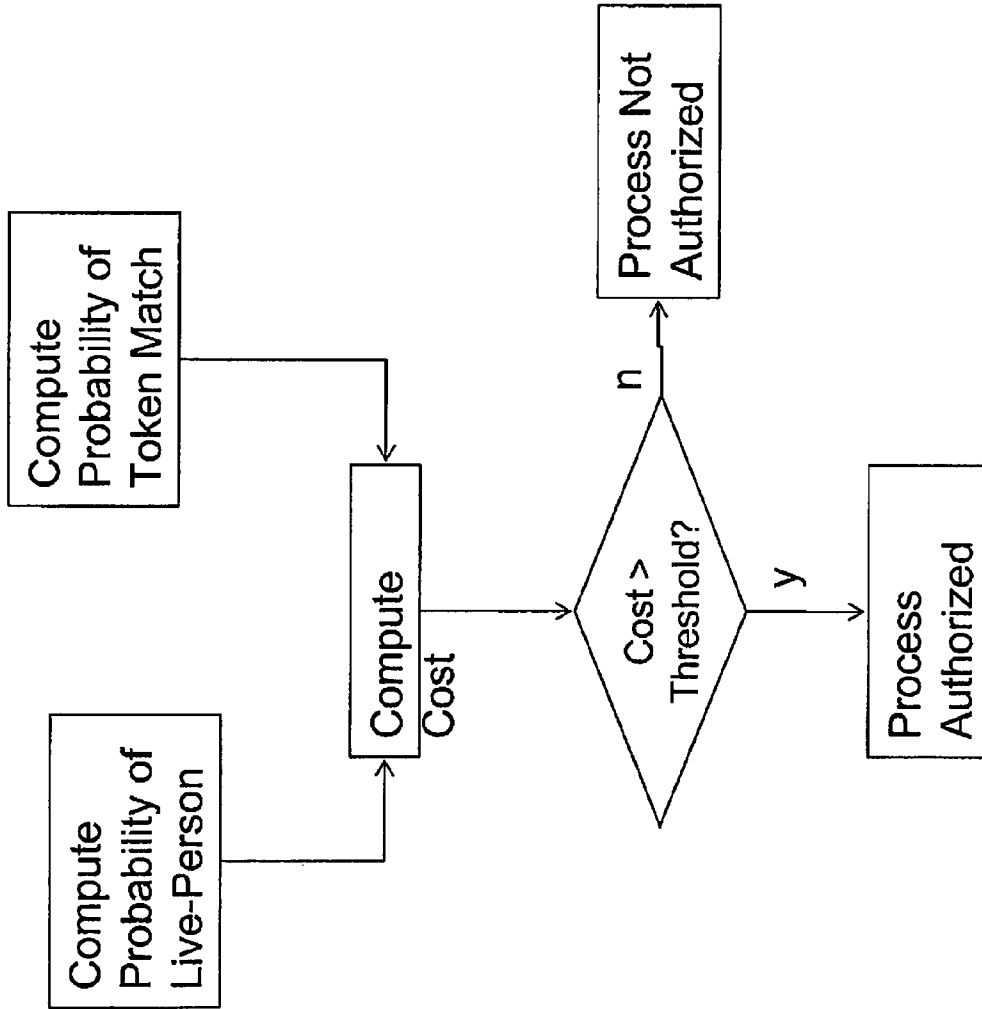 Compute
Probability of
Live-Person
Compute
Probability of
Token Match
Compute
Cost
Cost >
Threshold?
n
Process Not
Authorized
y
Process
Authorized